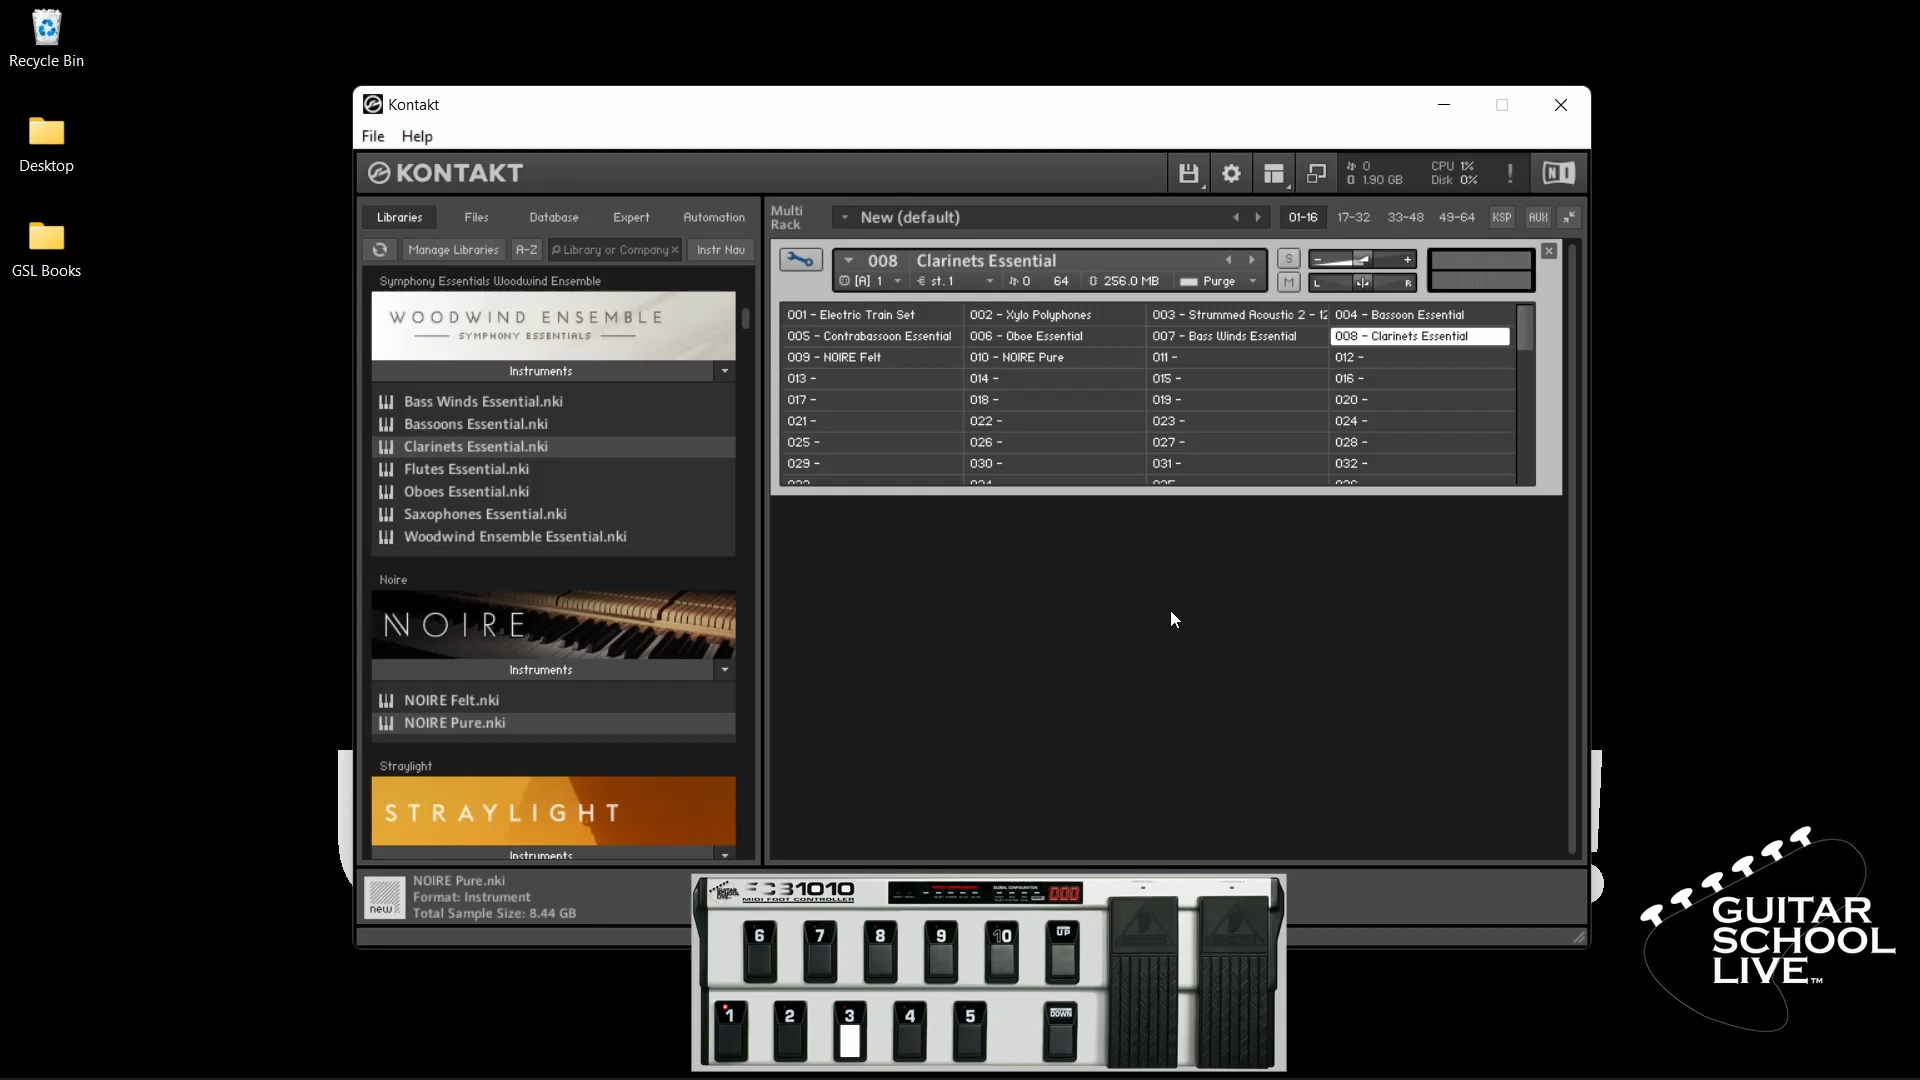 Recycle Bin
Desktop
GSL Books
Kontakt
File Help
KONTAKT
0
1.90 GB
CPU 1%
Disk 0%
!
NI
Libraries Files Database Expert Automation
Manage Libraries A-Z Library or Company × Instr Nav
Symphony Essentials Woodwind Ensemble
WOODWIND ENSEMBLE
SYMPHONY ESSENTIALS
Instruments
Bass Winds Essential.nki
Bassoons Essential.nki
Clarinets Essential.nki
Flutes Essential.nki
Oboes Essential.nki
Saxophones Essential.nki
Woodwind Ensemble Essential.nki
Noire
NOIRE
Instruments
NOIRE Felt.nki
NOIRE Pure.nki
Straylight
STRAYLIGHT
Instruments
Multi
Rack
New (default) 01-16 17-32 33-48 49-64 KSP AUX
008 Clarinets Essential
[A] 1 st.1 0 64 256.0 MB Purge
S
M
- +
L R
001 - Electric Train Set 002 - Xylo Polyphones 003 - Strummed Acoustic 2 - 12 004 - Bassoon Essential
005 - Contrabassoon Essential 006 - Oboe Essential 007 - Bass Winds Essential 008 - Clarinets Essential
009 - NOIRE Felt 010 - NOIRE Pure 011 - 012 -
013 - 014 - 015 - 016 -
017 - 018 - 019 - 020 -
021 - 022 - 023 - 024 -
025 - 026 - 027 - 028 -
029 - 030 - 031 - 032 -
new
NOIRE Pure.nki
Format: Instrument
Total Sample Size: 8.44 GB
FCB1010
MIDI FOOT CONTROLLER
000
6 7 8 9 10 UP
1 2 3 4 5 DOWN
GUITAR
SCHOOL
LIVE™